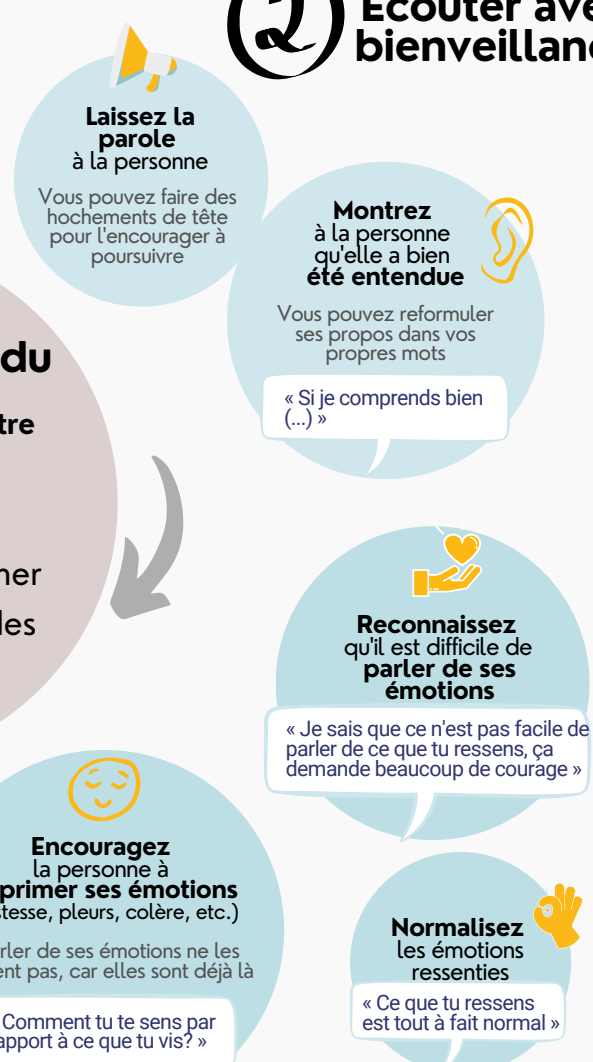 2 Écouter ave
bienveillanc
Laissez la
parole
à la personne
Vous pouvez faire des
hochements de tête
pour l'encourager à
poursuivre
Montrez
à la personne
qu'elle a bien
été entendue
Vous pouvez reformuler
ses propos dans vos
propres mots
« Si je comprends bien
(...) »
du
tre
ner
les
Reconnaissez
qu'il est difficile de
parler de ses
émotions
« Je sais que ce n'est pas facile de
parler de ce que tu ressens, ça
demande beaucoup de courage »
Encouragez
la personne à
primer ses émotions
stesse, pleurs, colère, etc.)
rler de ses émotions ne les
ent pas, car elles sont déjà là
Comment tu te sens par
apport à ce que tu vis? »
Normalisez
les émotions
ressenties
« Ce que tu ressens
est tout à fait normal »